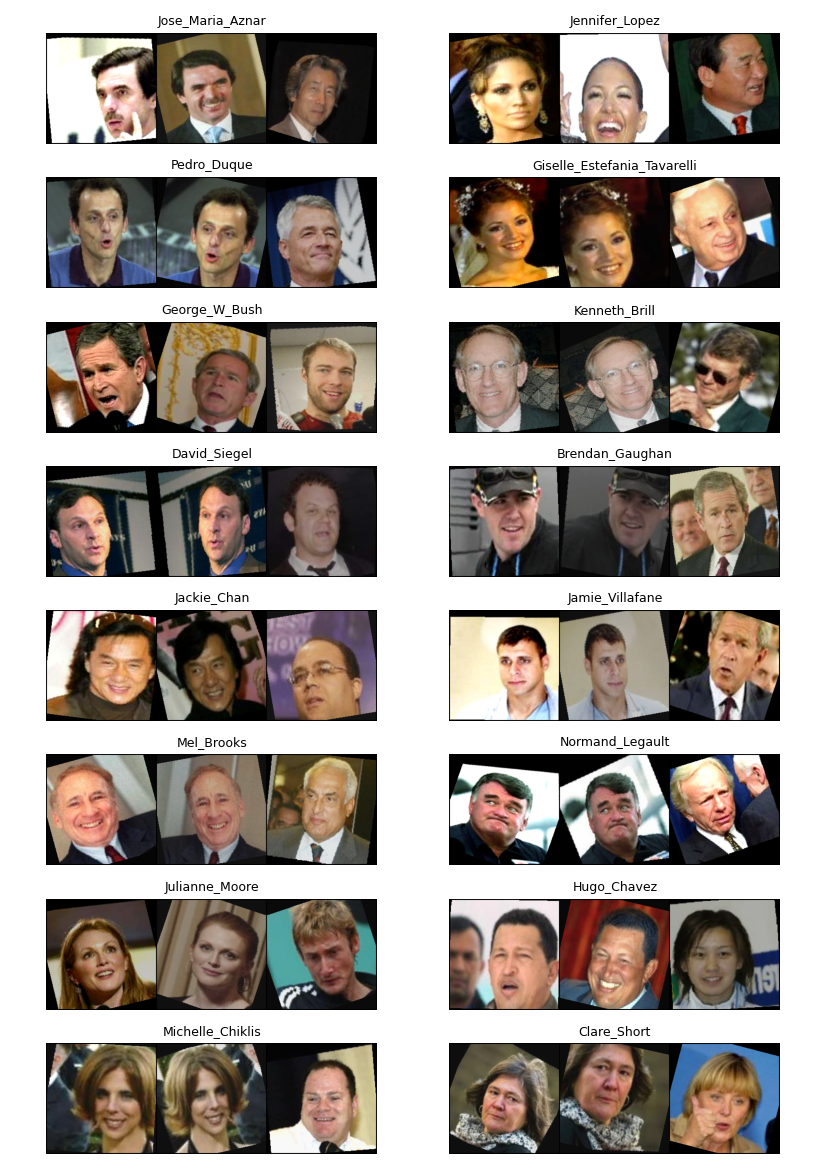 Jose_Maria_Aznar
Jennifer_Lopez
Pedro_Duque
Giselle_Estefania_Tavarelli
George_W_Bush
Kenneth_Brill
David_Siegel
Brendan_Gaughan
Jackie_Chan
Jamie_Villafane
Mel_Brooks
Normand_Legault
Julianne_Moore
Hugo_Chavez
Michelle_Chiklis
Clare_Short